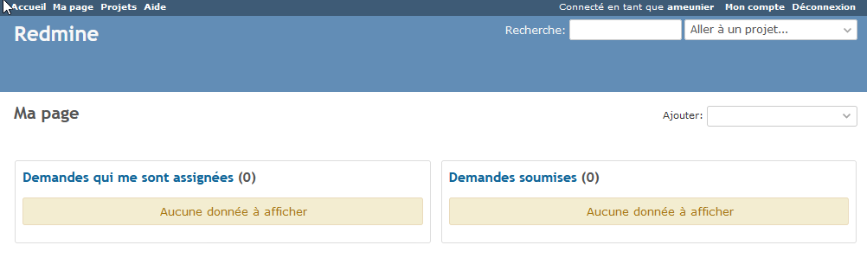 Accueil Ma page Projets Aide Connecté en tant que ameunier Mon compte Déconnexion
Redmine Recherche: Aller à un projet...
Ma page Ajouter:
Demandes qui me sont assignées (0) Demandes soumises (0)
Aucune donnée à afficher Aucune donnée à afficher